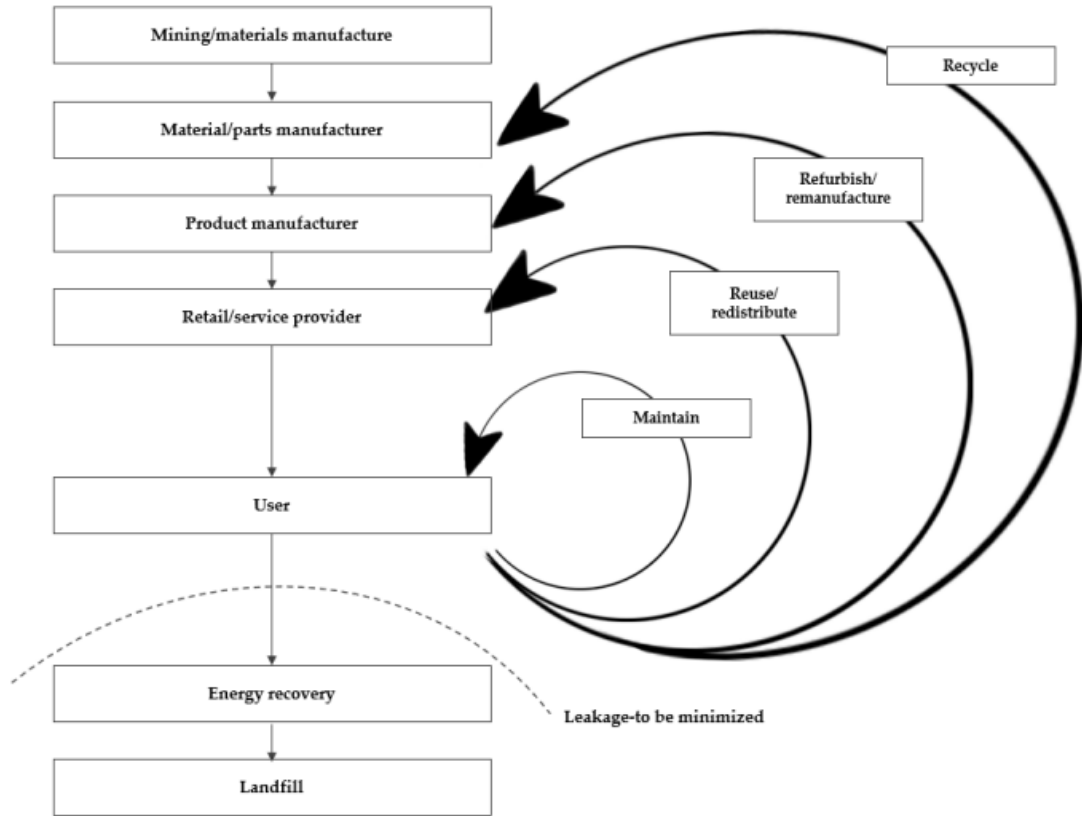 Mining/materials manufacture
Recycle
Material/parts manufacturer
Refurbish/
remanufacture
Product manufacturer
Reuse/
redistribute
Retail/service provider
Maintain
User
Energy recovery
Leakage-to be minimized
Landfill